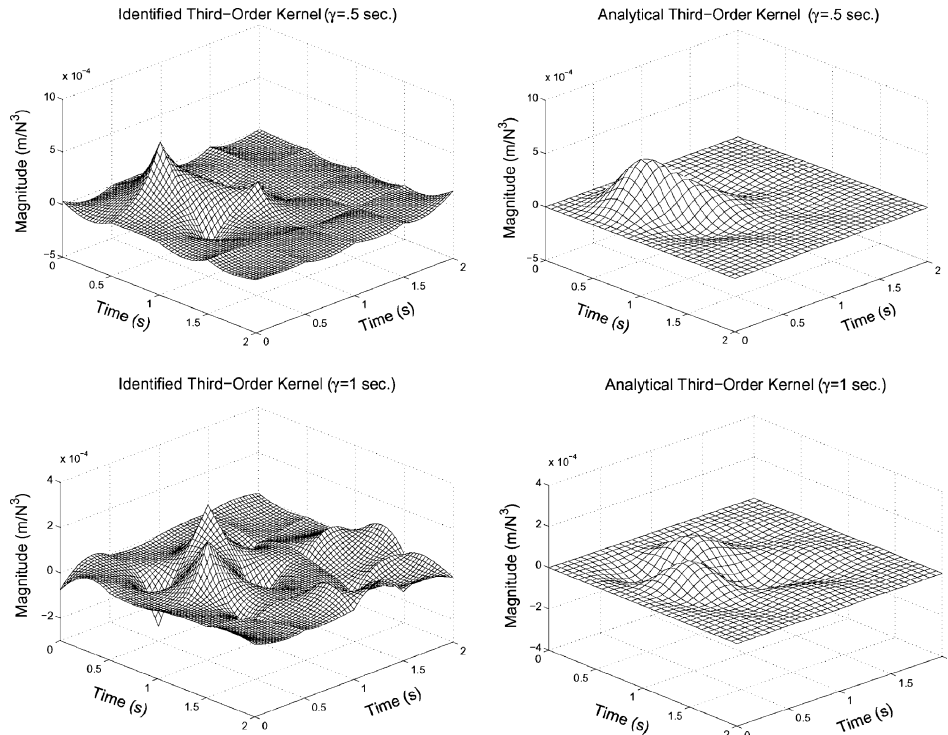 Identified Third−Order Kernel (γ=.5 sec.)
x 10⁻⁴
10
5
0
−5
Magnitude (m/N³)
0
0.5
1
1.5
2
Time (s)
0
0.5
1
1.5
2
Time (s)
Analytical Third−Order Kernel (γ=.5 sec.)
x 10⁻⁴
10
5
0
−5
Magnitude (m/N³)
0
0.5
1
1.5
2
Time (s)
0
0.5
1
1.5
2
Time (s)
Identified Third−Order Kernel (γ=1 sec.)
x 10⁻⁴
4
2
0
−2
Magnitude (m/N³)
0
0.5
1
1.5
2
Time (s)
0
0.5
1
1.5
2
Time (s)
Analytical Third−Order Kernel (γ=1 sec.)
x 10⁻⁴
4
2
0
−2
−4
Magnitude (m/N³)
0
0.5
1
1.5
2
Time (s)
0.5
1
1.5
Time (s)